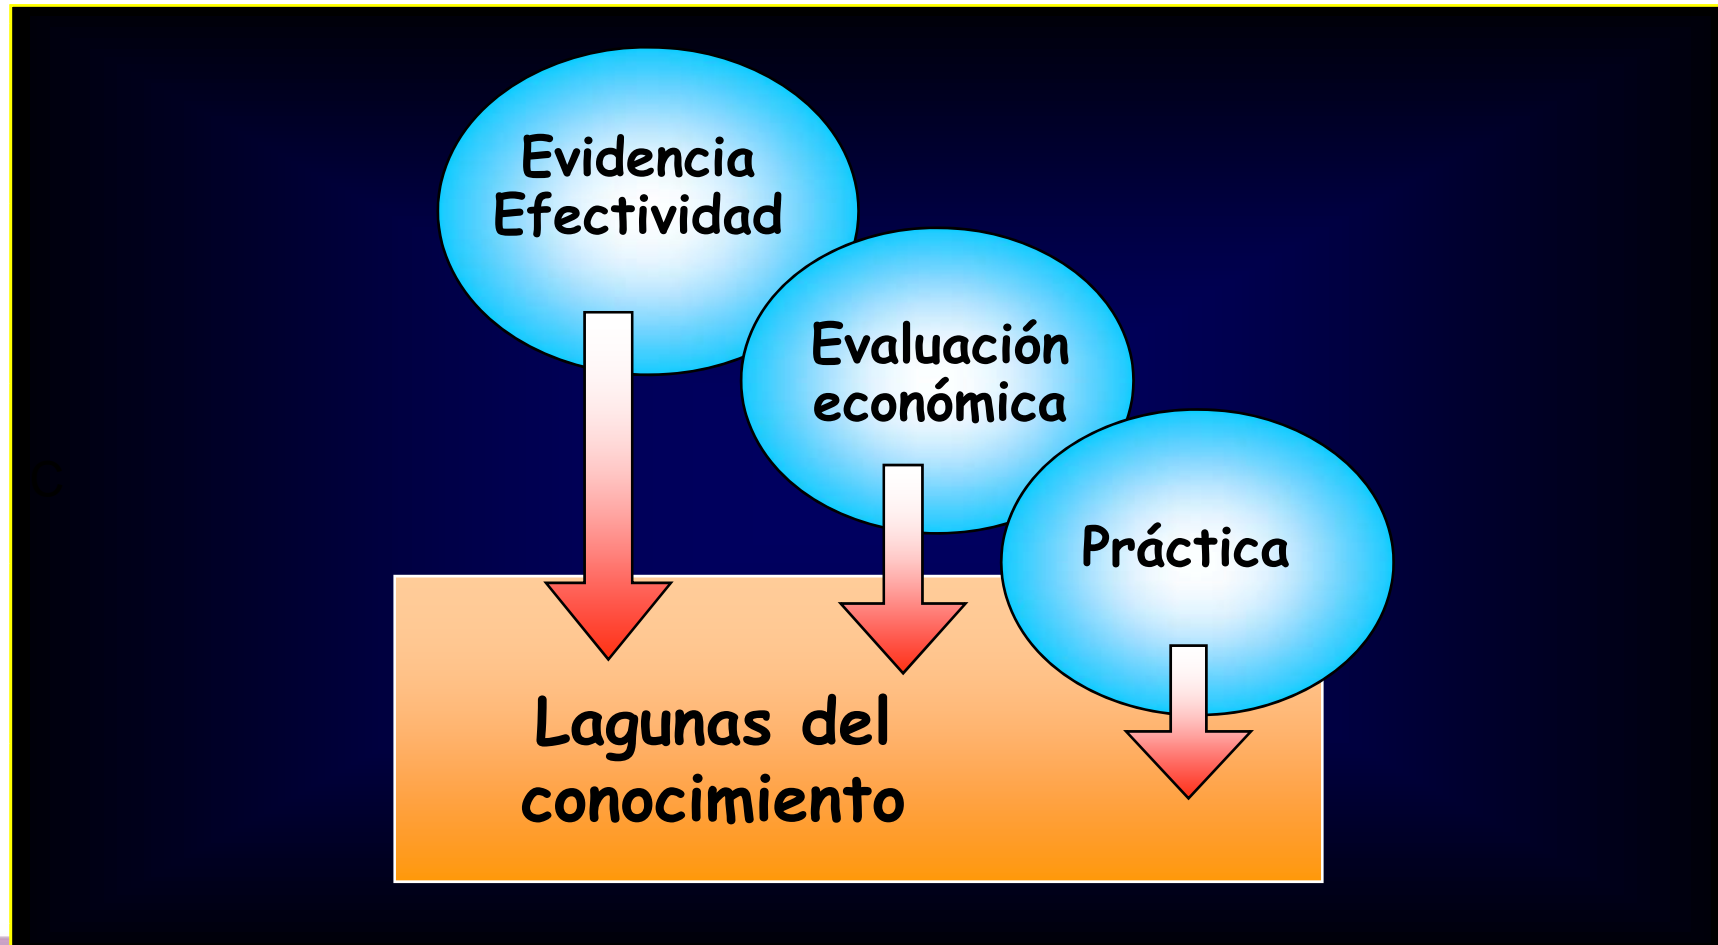 Evidencia
Efectividad
Evaluación
económica
Práctica
C
Lagunas del
conocimiento